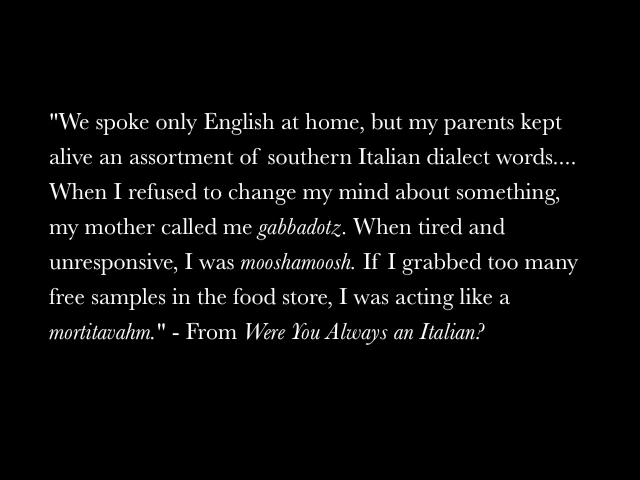 "We spoke only English at home, but my parents kept
alive an assortment of southern Italian dialect words....
When I refused to change my mind about something,
my mother called me gabbadotz. When tired and
unresponsive, I was mooshamoosh. If I grabbed too many
free samples in the food store, I was acting like a
mortitavahm." - From Were You Always an Italian?